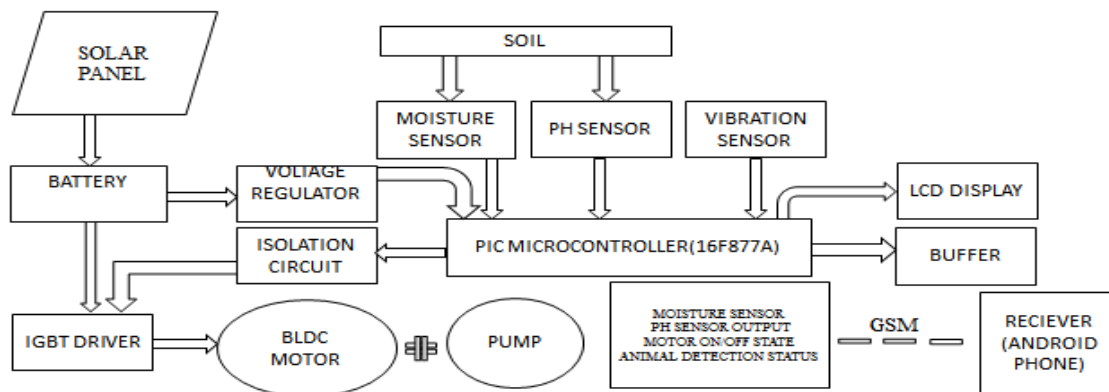 SOLAR
PANEL
SOIL
MOISTURE
SENSOR
PH SENSOR
VIBRATION
SENSOR
BATTERY
VOLTAGE
REGULATOR
LCD DISPLAY
ISOLATION
CIRCUIT
PIC MICROCONTROLLER(16F877A)
BUFFER
IGBT DRIVER
BLDC
MOTOR
PUMP
MOISTURE SENSOR
PH SENSOR OUTPUT
MOTOR ON/OFF STATE
ANIMAL DETECTION STATUS
GSM
RECIEVER
(ANDROID
PHONE)